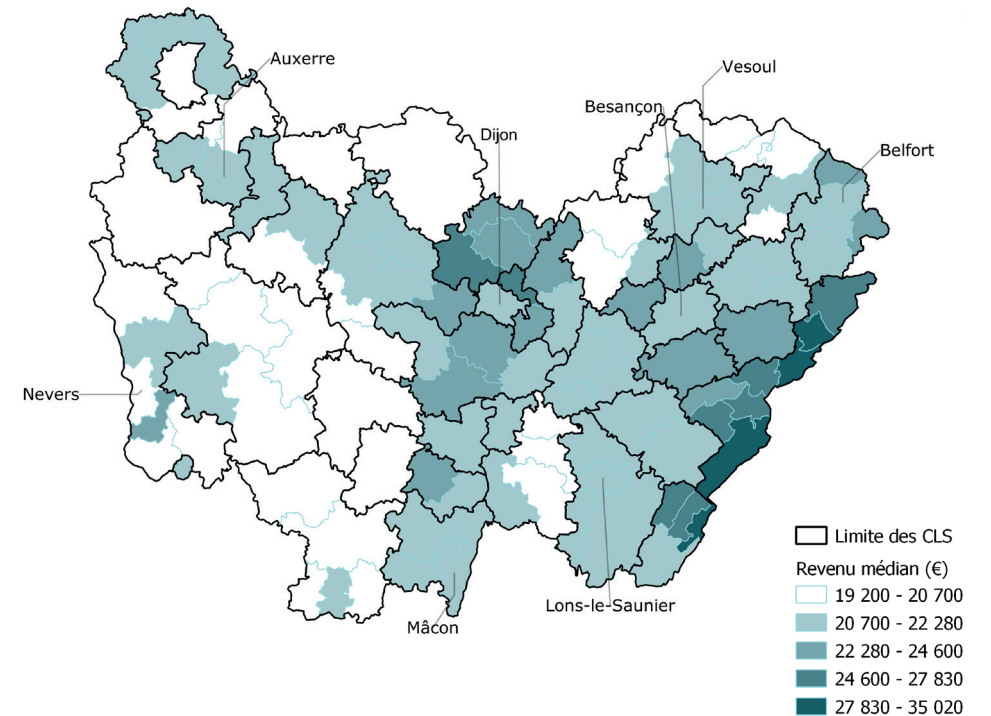 Auxerre
Vesoul
Besançon
Dijon
Belfort
Nevers
Lons-le-Saunier
Mâcon
Limite des CLS
Revenu médian (€)
19 200 - 20 700
20 700 - 22 280
22 280 - 24 600
24 600 - 27 830
27 830 - 35 020